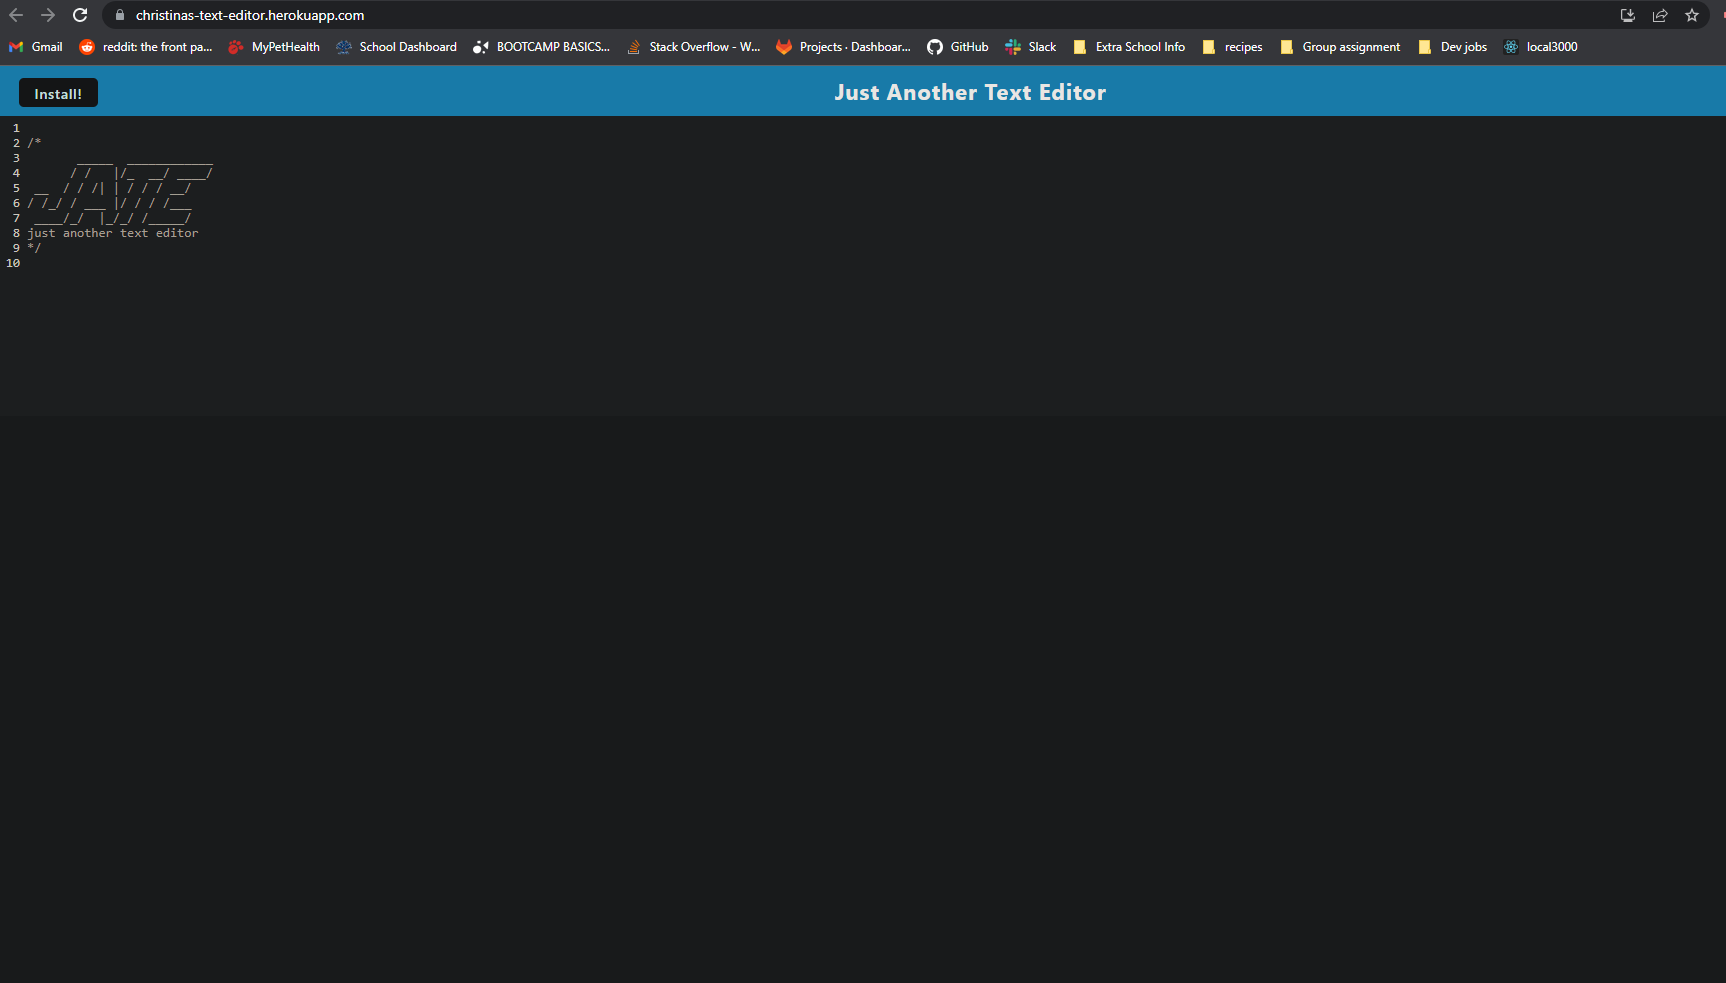 christinas-text-editor.herokuapp.com
Gmail reddit: the front pa... MyPetHealth School Dashboard BOOTCAMP BASICS... Stack Overflow - W... Projects · Dashboar... GitHub Slack Extra School Info recipes Group assignment Dev jobs local3000
Install! Just Another Text Editor
1
2 /*
3        _____  ____________
4       / /   |/_  __/ ____/
5  __  / / /| | / / / __/
6 / /_/ / ___ |/ / / /___
7  ____/_/  |_/_/ /_____/
8 just another text editor
9 */
10